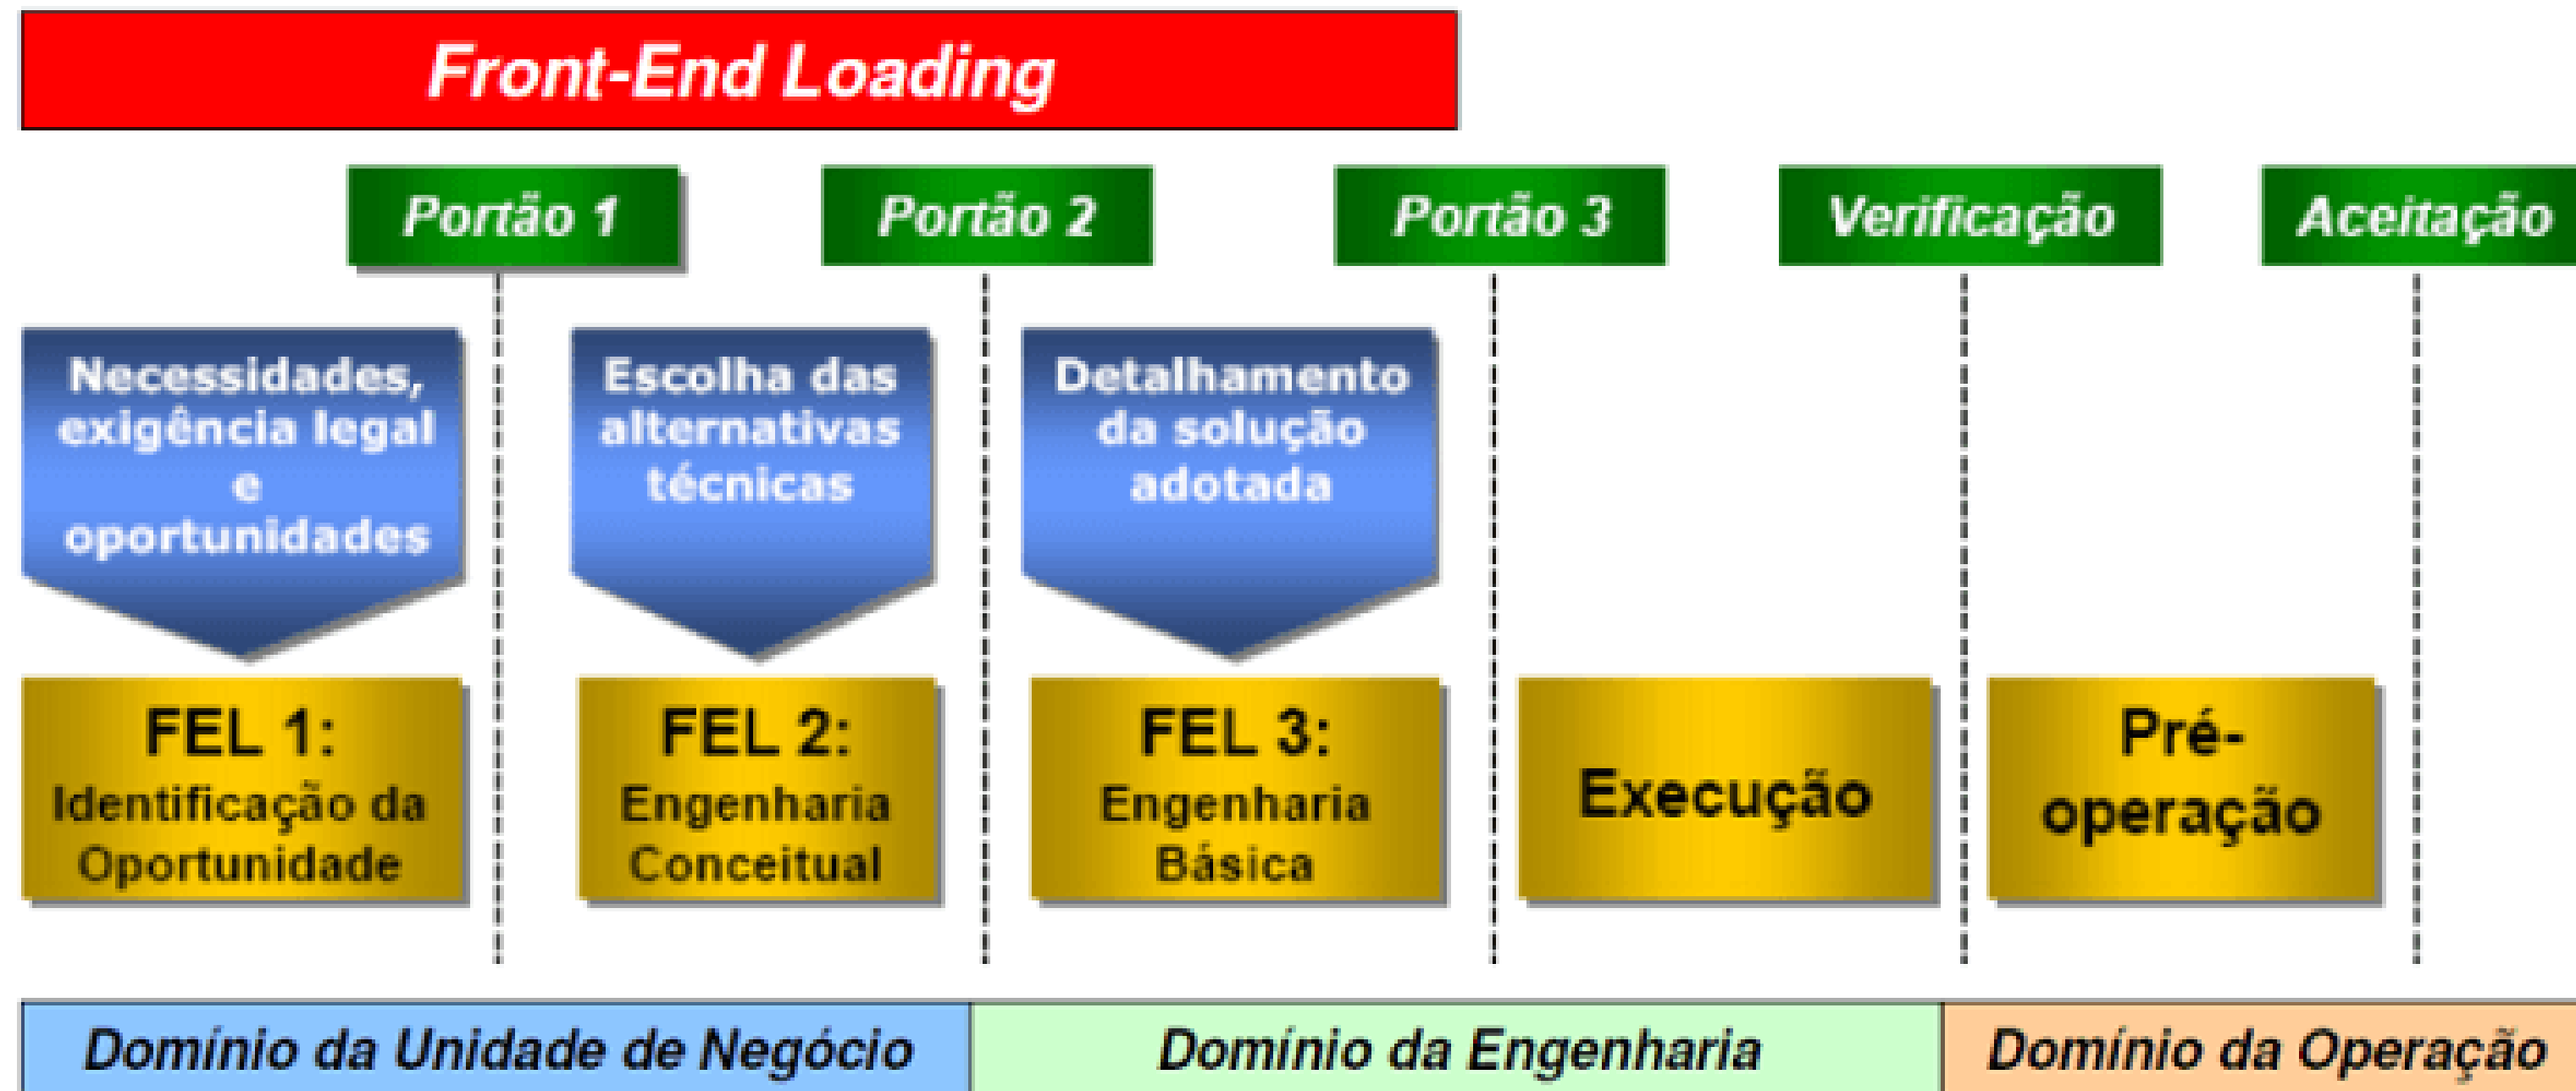 Front-End Loading
Portão 1
Portão 2
Portão 3
Verificação
Aceitação
Necessidades,
exigência legal
e
oportunidades
Escolha das
alternativas
técnicas
Detalhamento
da solução
adotada
FEL 1:
Identificação da
Oportunidade
FEL 2:
Engenharia
Conceitual
FEL 3:
Engenharia
Básica
Execução
Pré-
operação
Domínio da Unidade de Negócio
Domínio da Engenharia
Domínio da Operação